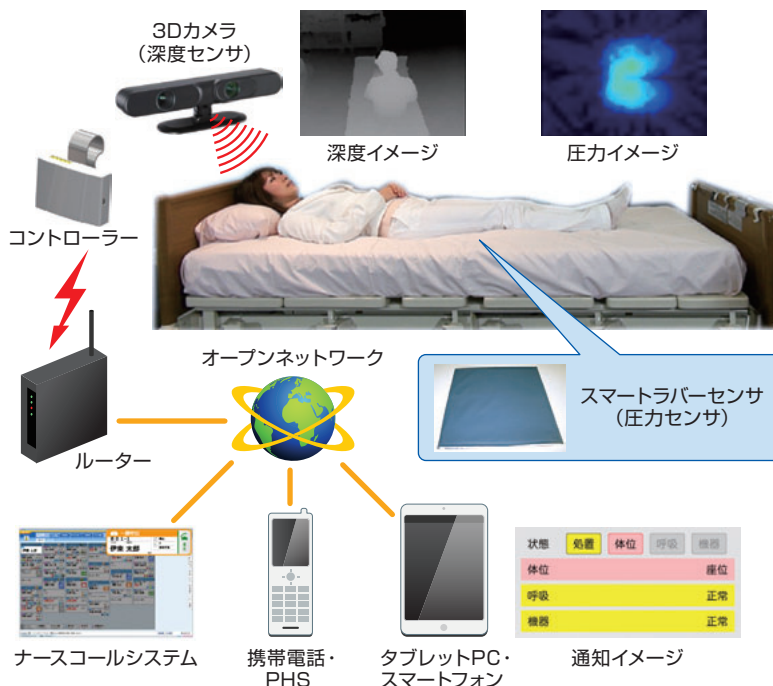 3Dカメラ
(深度センサ)
深度イメージ
圧力イメージ
コントローラー
オープンネットワーク
スマートラバーセンサ
(圧力センサ)
ルーター
伊東 太郎
状態 処置 体位 呼吸 機器
体位 座位
呼吸 正常
機器 正常
ナースコールシステム
携帯電話・
PHS
タブレットPC・
スマートフォン
通知イメージ